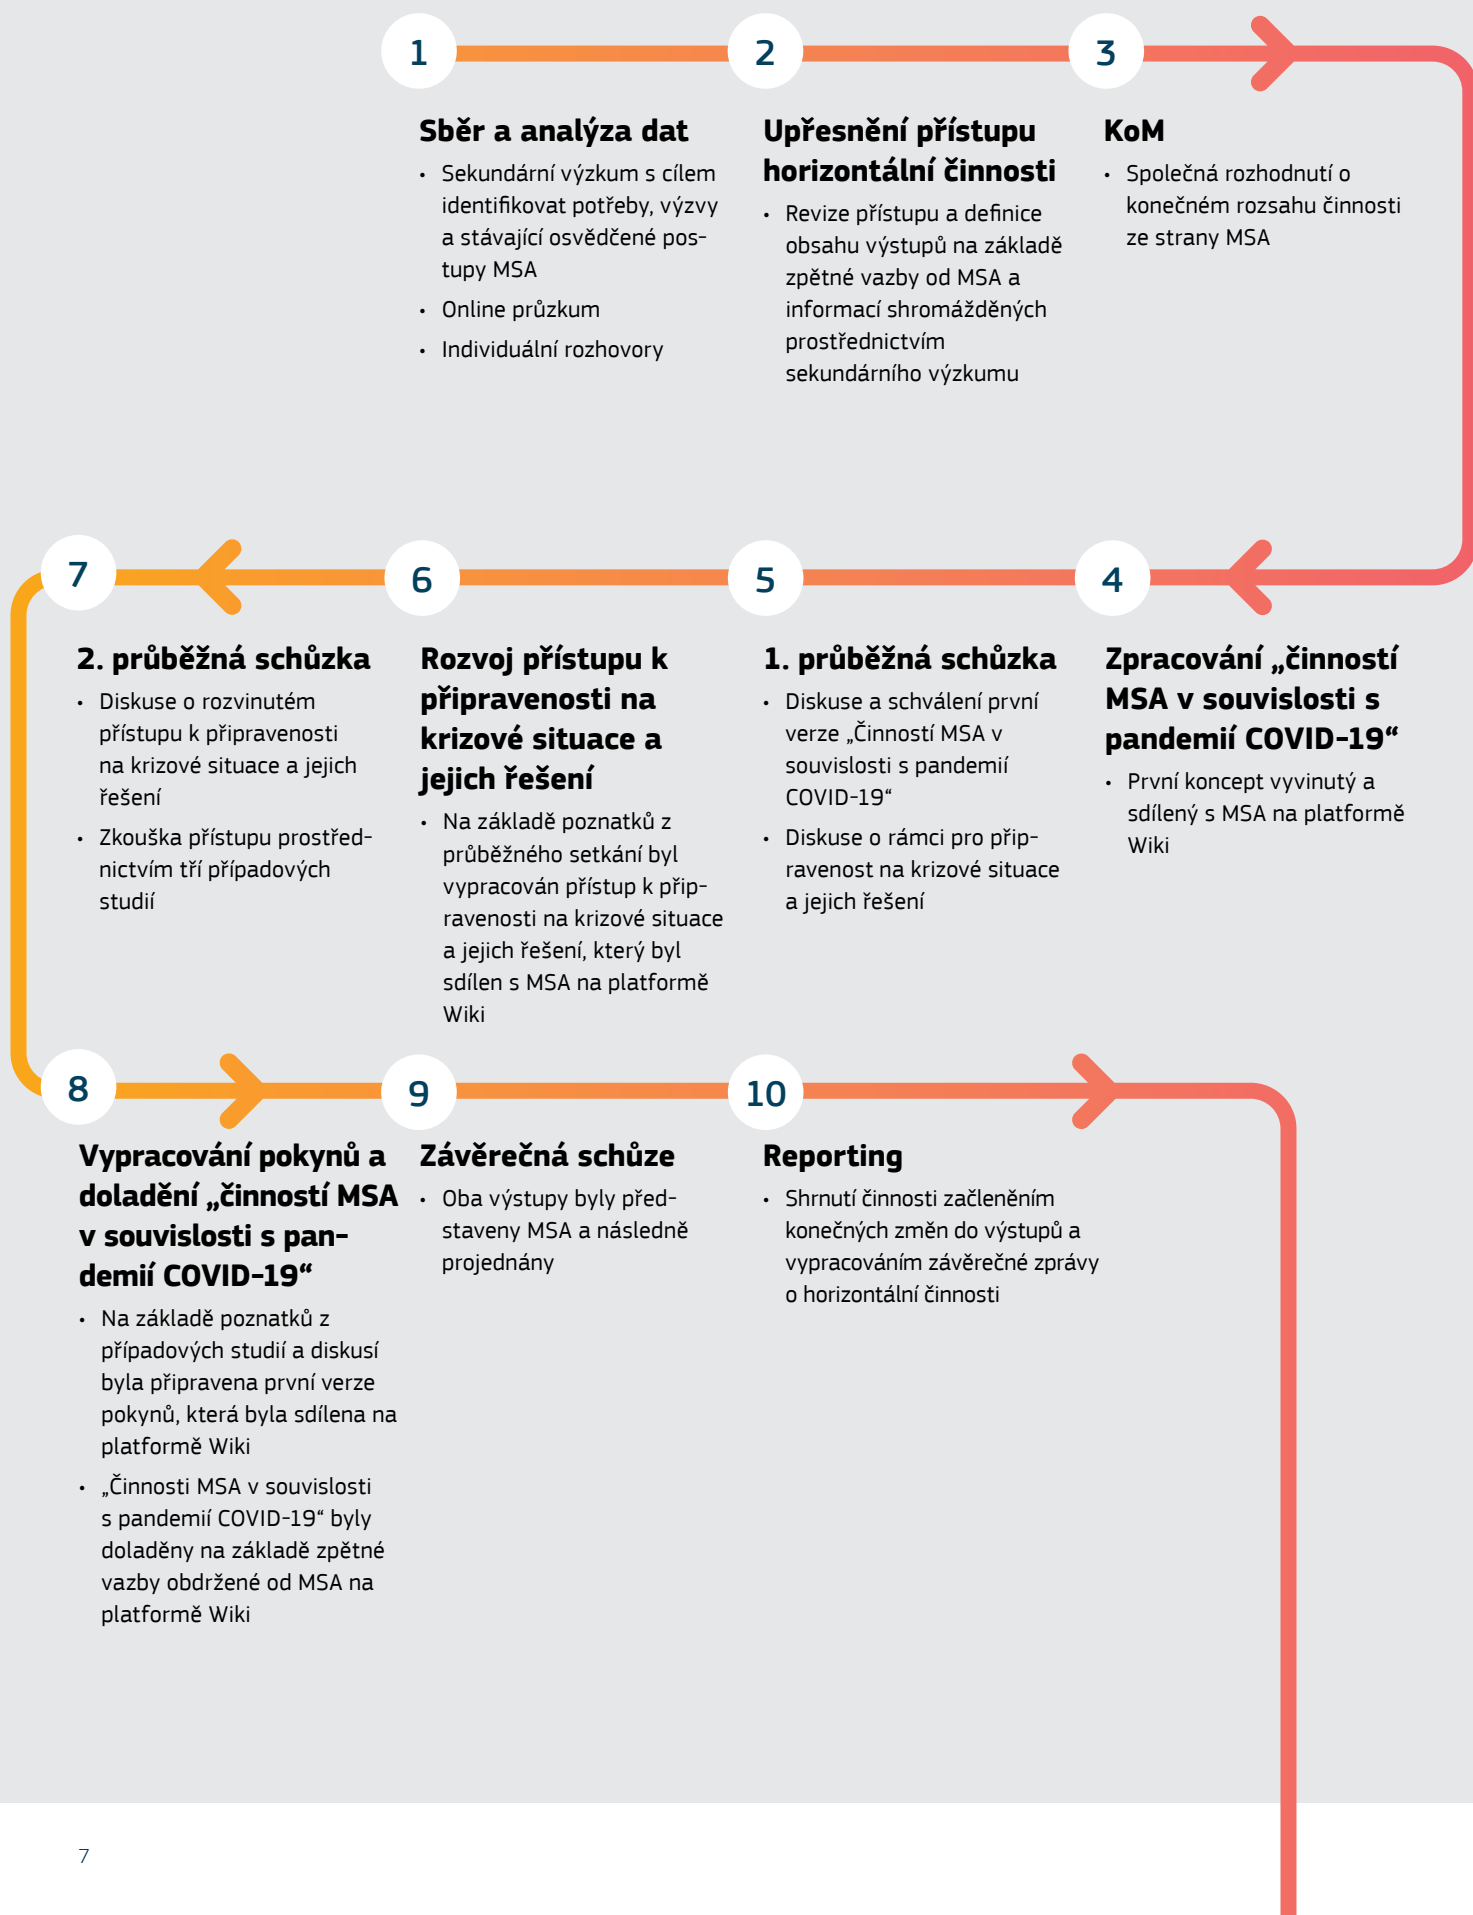 1
Sběr a analýza dat
• Sekundární výzkum s cílem
identifikovat potřeby, výzvy
a stávající osvědčené pos-
tupy MSA
• Online průzkum
• Individuální rozhovory
2
Upřesnění přístupu
horizontální činnosti
• Revize přístupu a definice
obsahu výstupů na základě
zpětné vazby od MSA a
informací shromážděných
prostřednictvím
sekundárního výzkumu
3
KoM
• Společná rozhodnutí o
konečném rozsahu činnosti
ze strany MSA
4
Zpracování „činností
MSA v souvislosti s
pandemií COVID-19“
• První koncept vyvinutý a
sdílený s MSA na platformě
Wiki
5
1. průběžná schůzka
• Diskuse a schválení první
verze „Činností MSA v
souvislosti s pandemií
COVID-19“
• Diskuse o rámci pro přip-
ravenost na krizové situace
a jejich řešení
6
Rozvoj přístupu k
připravenosti na
krizové situace a
jejich řešení
• Na základě poznatků z
průběžného setkání byl
vypracován přístup k přip-
ravenosti na krizové situace
a jejich řešení, který byl
sdílen s MSA na platformě
Wiki
7
2. průběžná schůzka
• Diskuse o rozvinutém
přístupu k připravenosti
na krizové situace a jejich
řešení
• Zkouška přístupu prostřed-
nictvím tří případových
studií
8
Vypracování pokynů a
doladění „činností MSA
v souvislosti s pan-
demií COVID-19“
• Na základě poznatků z
případových studií a diskusí
byla připravena první verze
pokynů, která byla sdílena na
platformě Wiki
• „Činnosti MSA v souvislosti
s pandemií COVID-19“ byly
doladěny na základě zpětné
vazby obdržené od MSA na
platformě Wiki
9
Závěrečná schůze
• Oba výstupy byly před-
staveny MSA a následně
projednány
10
Reporting
• Shrnutí činnosti začleněním
konečných změn do výstupů a
vypracováním závěrečné zprávy
o horizontální činnosti
7